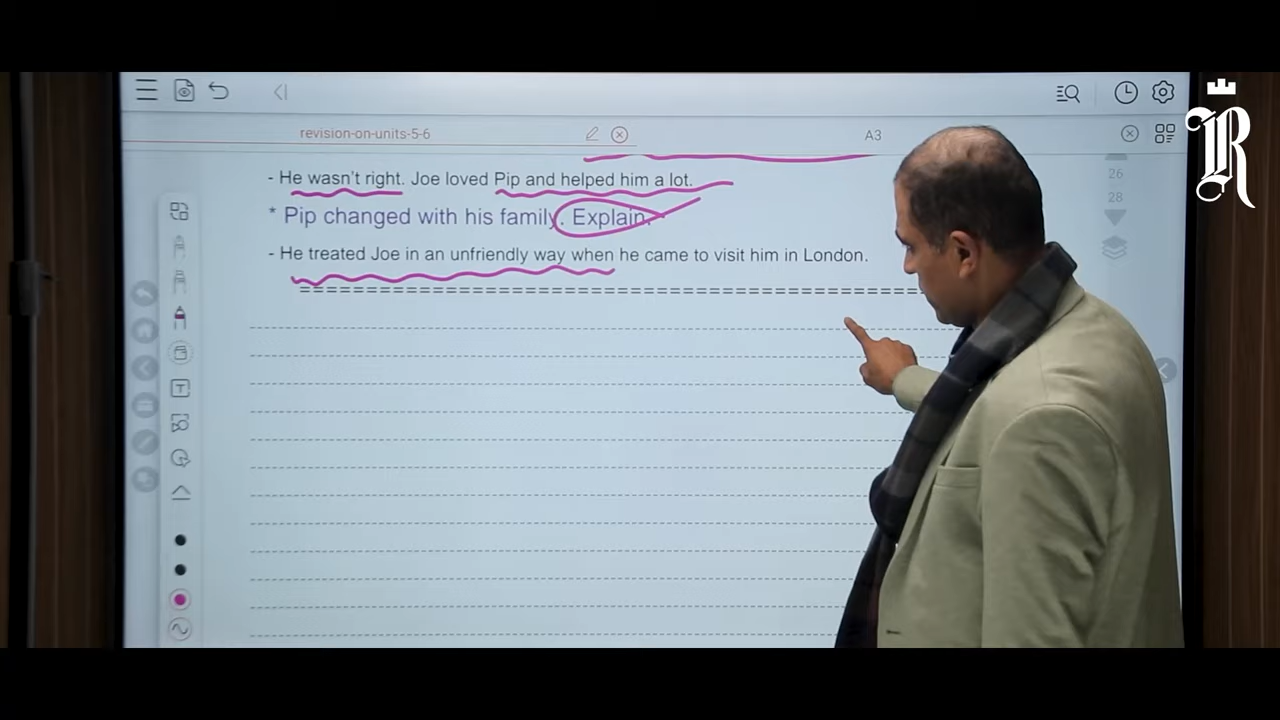 revision-on-units-5-6
A3
- He wasn't right. Joe loved Pip and helped him a lot.
26
* Pip changed with his family. Explain.
28
- He treated Joe in an unfriendly way when he came to visit him in London.
R